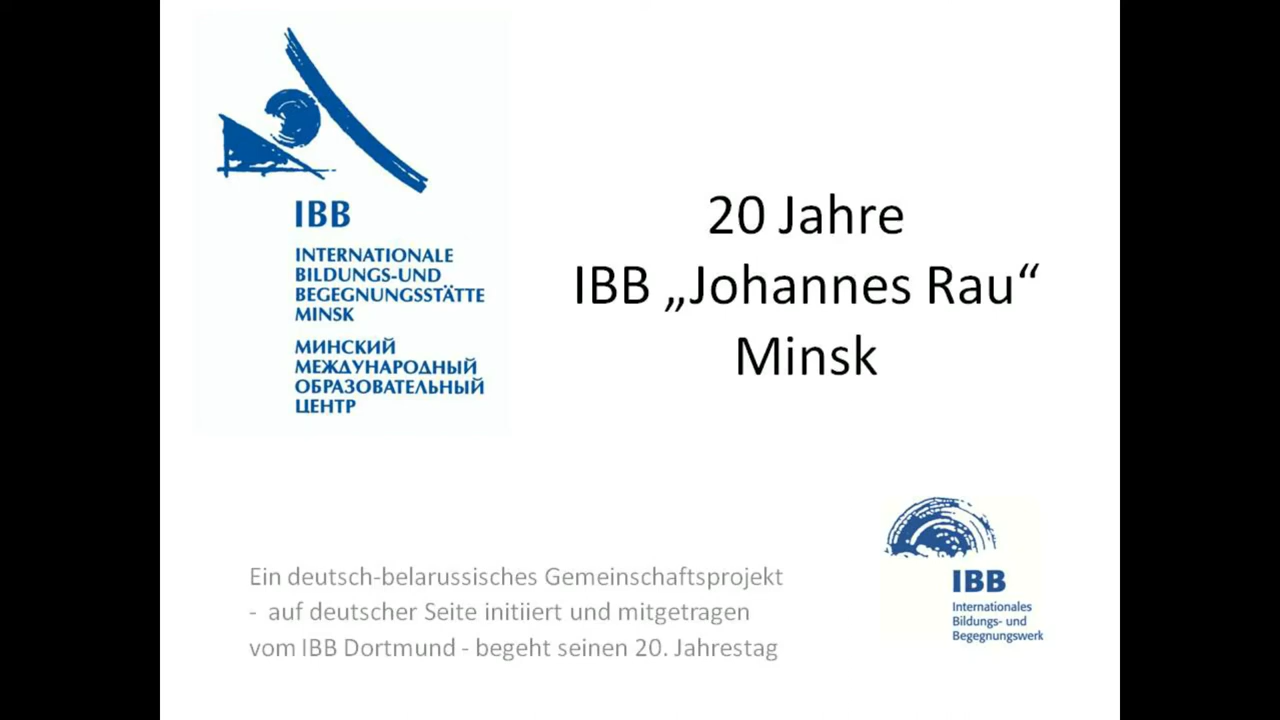 IBB
INTERNATIONALE
BILDUNGS-UND
BEGEGNUNGSSTÄTTE
MINSK
МИНСКИЙ
МЕЖДУНАРОДНЫЙ
ОБРАЗОВАТЕЛЬНЫЙ
ЦЕНТР
20 Jahre
IBB „Johannes Rau“
Minsk
Ein deutsch-belarussisches Gemeinschaftsprojekt
- auf deutscher Seite initiiert und mitgetragen
vom IBB Dortmund - begeht seinen 20. Jahrestag
IBB
Internationales
Bildungs- und
Begegnungswerk